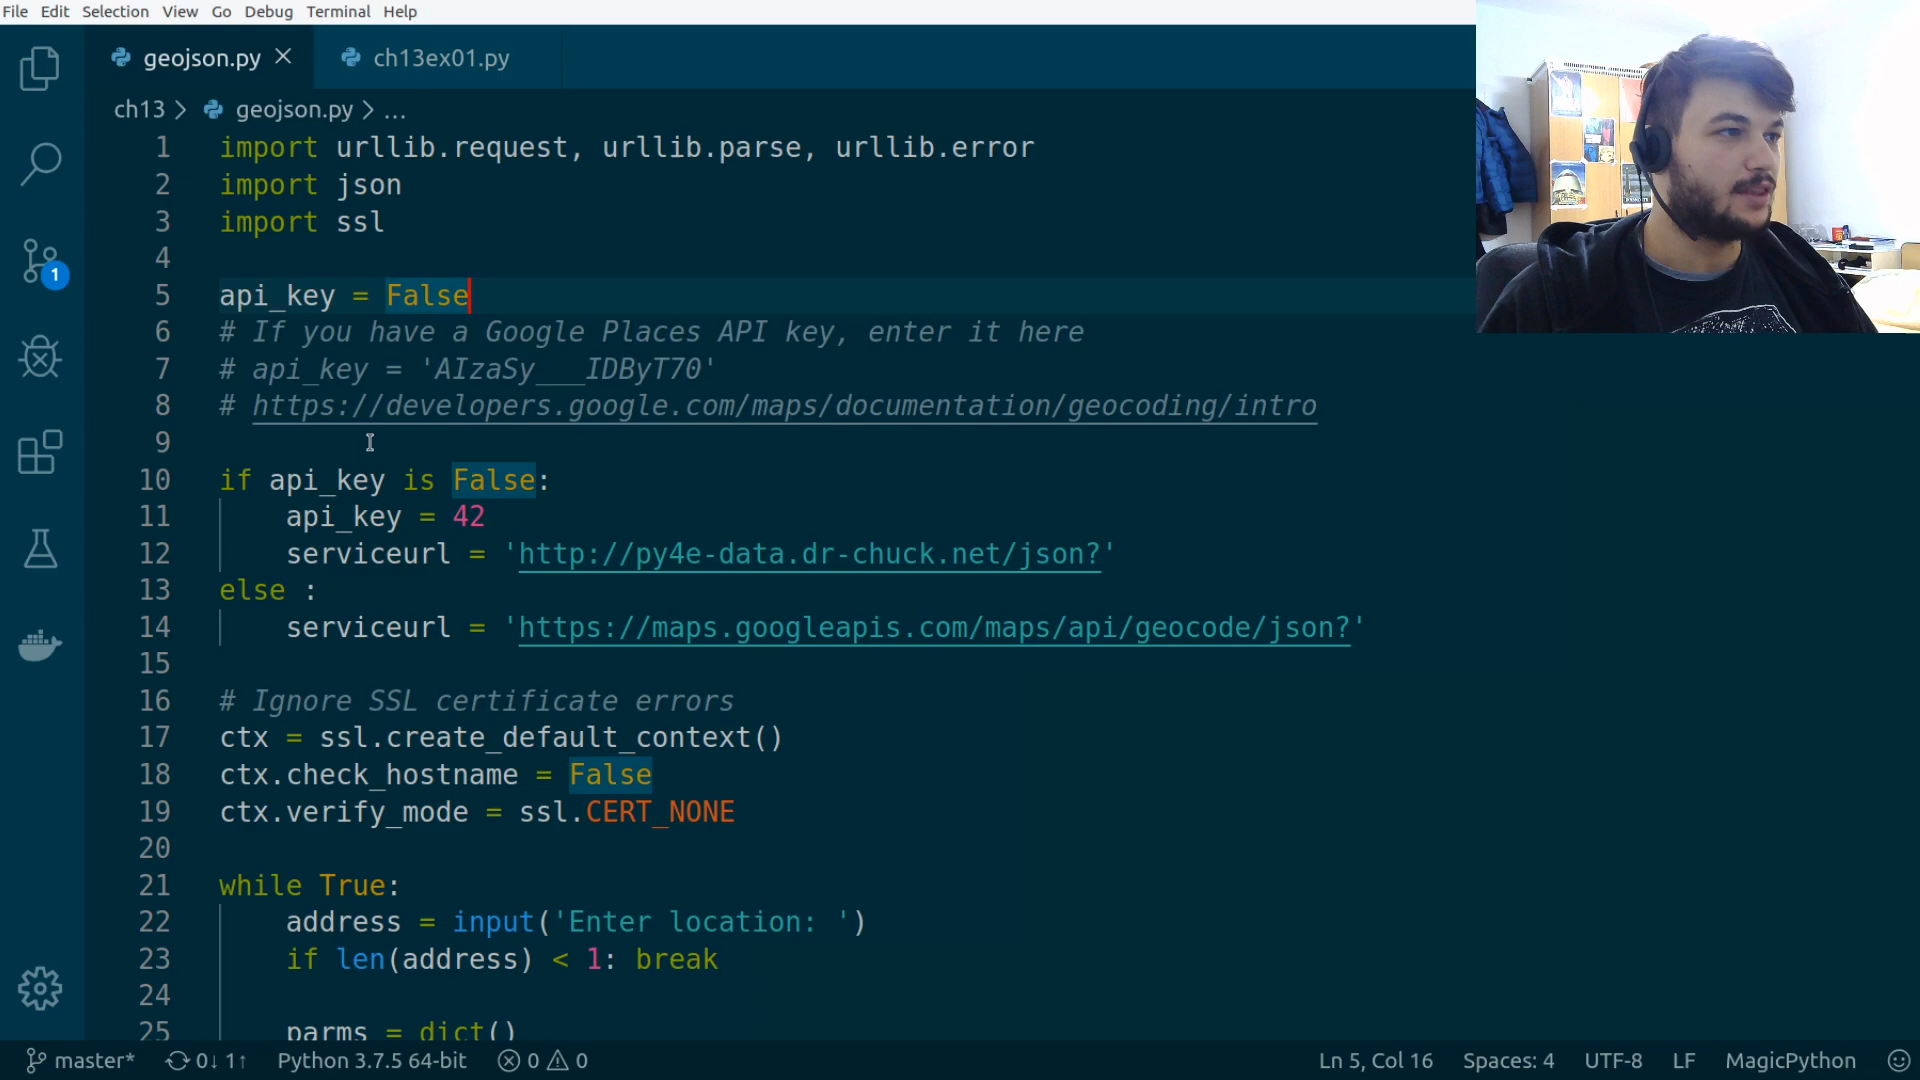 File Edit Selection View Go Debug Terminal Help
geojson.py ch13ex01.py
ch13 > geojson.py > ...
1 import urllib.request, urllib.parse, urllib.error
2 import json
3 import ssl
4
5 api_key = False
6 # If you have a Google Places API key, enter it here
7 # api_key = 'AIzaSy___IDByT70'
8 # https://developers.google.com/maps/documentation/geocoding/intro
9
10 if api_key is False:
11 api_key = 42
12 serviceurl = 'http://py4e-data.dr-chuck.net/json?'
13 else :
14 serviceurl = 'https://maps.googleapis.com/maps/api/geocode/json?'
15
16 # Ignore SSL certificate errors
17 ctx = ssl.create_default_context()
18 ctx.check_hostname = False
19 ctx.verify_mode = ssl.CERT_NONE
20
21 while True:
22 address = input('Enter location: ')
23 if len(address) < 1: break
24
25 parms = dict()
1
master* 0↓ 1↑ Python 3.7.5 64-bit 0 0 Ln 5, Col 16 Spaces: 4 UTF-8 LF MagicPython